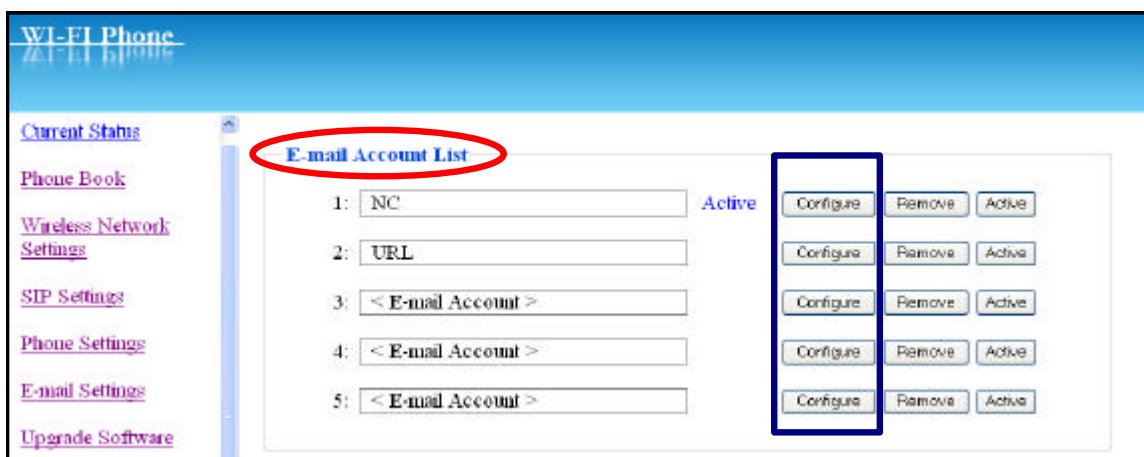 WI-FI Phone
Current Status
Phone Book
Wireless Network
Settings
SIP Settings
Phone Settings
E-mail Settings
Upgrade Software
E-mail Account List
1: NC Active Configure Remove Active
2: URL Configure Remove Active
3: < E-mail Account > Configure Remove Active
4: < E-mail Account > Configure Remove Active
5: < E-mail Account > Configure Remove Active